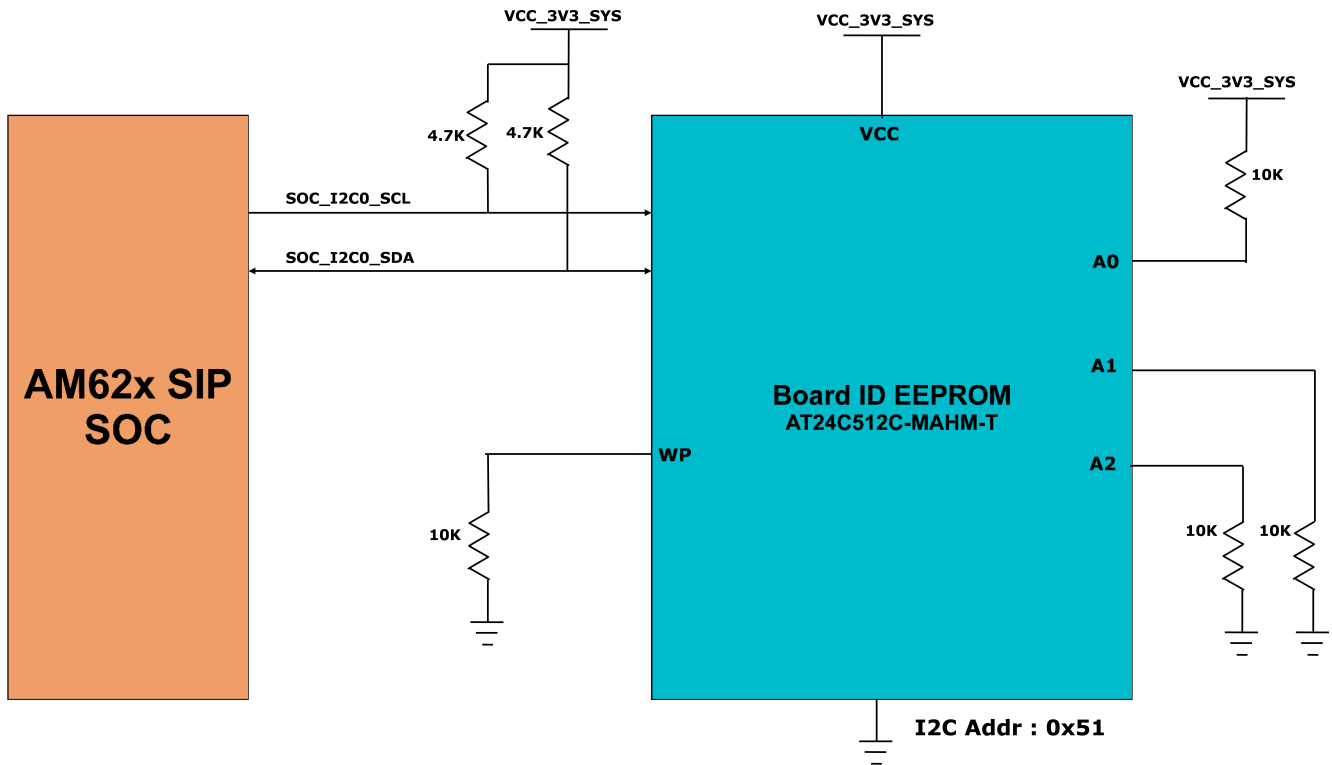 VCC_3V3_SYS
VCC_3V3_SYS
VCC_3V3_SYS
4.7K
4.7K
VCC
10K
SOC_I2C0_SCL
SOC_I2C0_SDA
A0
A1
AM62x SIP
SOC
Board ID EEPROM
AT24C512C-MAHM-T
WP
A2
10K
10K
10K
I2C Addr : 0x51